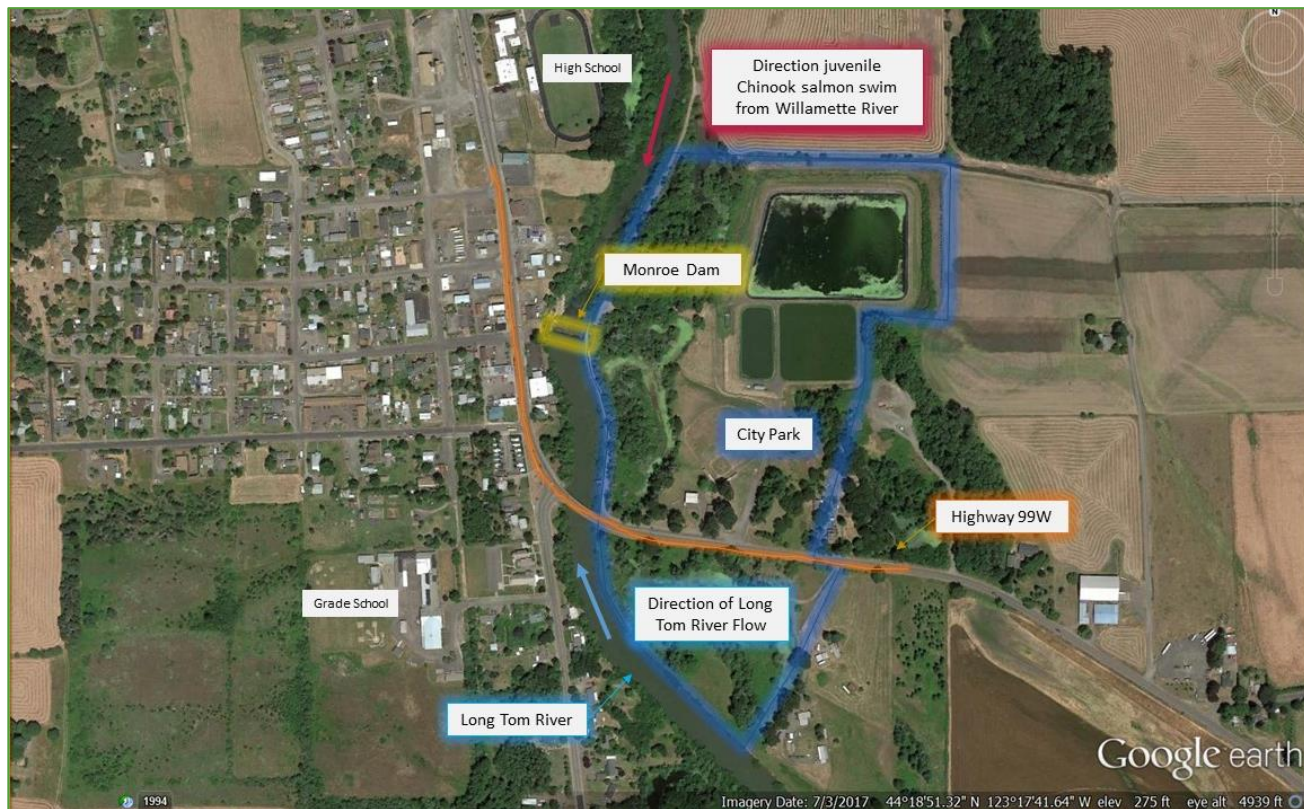 N
High School
Direction juvenile
Chinook salmon swim
from Willamette River
Monroe Dam
City Park
Highway 99W
Grade School
Direction of Long
Tom River Flow
Long Tom River
Google earth
1994
Imagery Date: 7/3/2017 44°18'51.32" N 123°17'41.64" W elev 275 ft eye alt 4939 ft